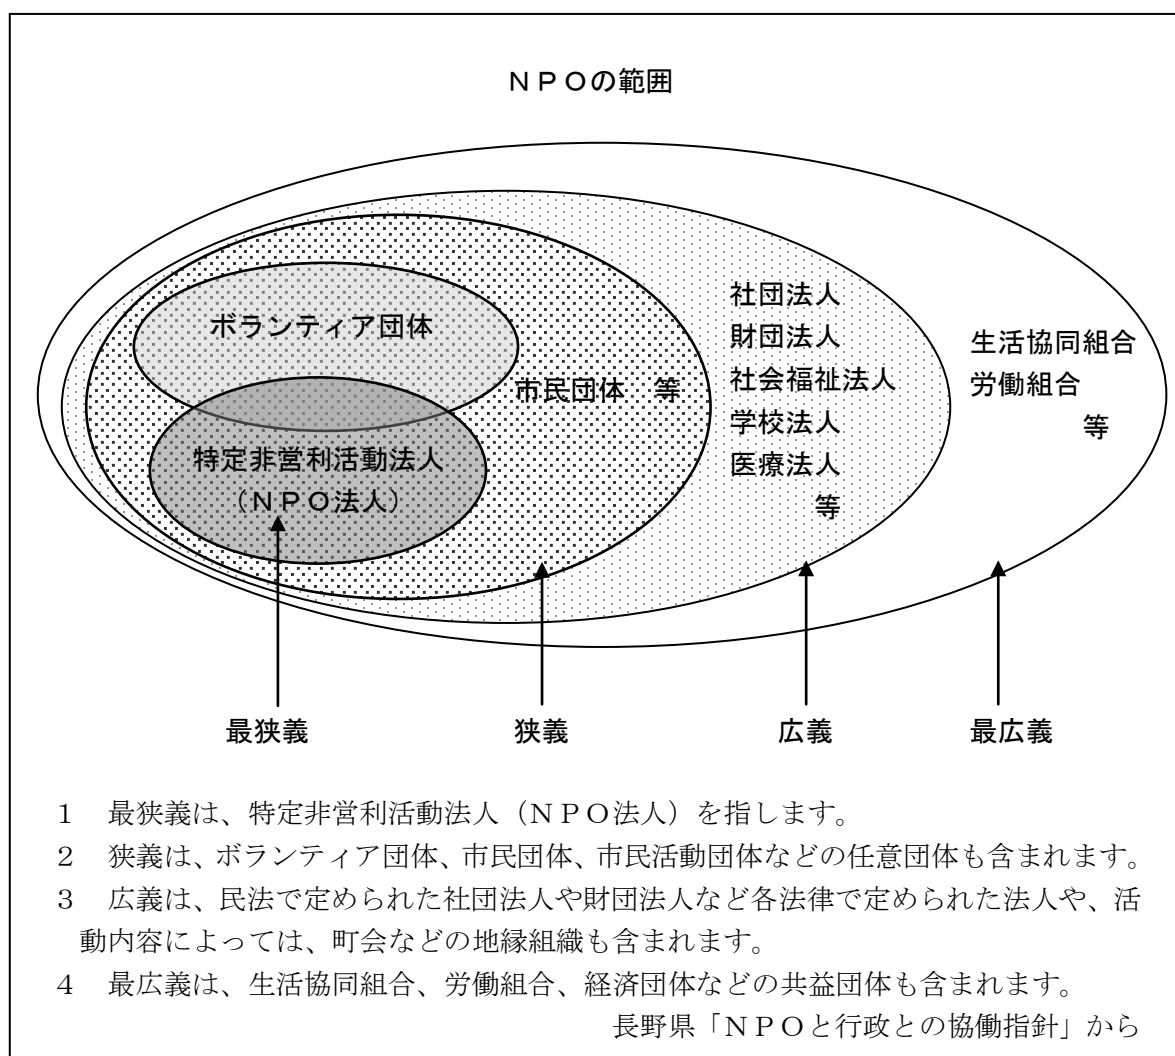 ＮＰＯの範囲
ボランティア団体
市民団体　等
特定非営利活動法人
（ＮＰＯ法人）
社団法人
財団法人
社会福祉法人
学校法人
医療法人
等
生活協同組合
労働組合
等
最狭義
狭義
広義
最広義
１　最狭義は、特定非営利活動法人（ＮＰＯ法人）を指します。
２　狭義は、ボランティア団体、市民団体、市民活動団体などの任意団体も含まれます。
３　広義は、民法で定められた社団法人や財団法人など各法律で定められた法人や、活
動内容によっては、町会などの地縁組織も含まれます。
４　最広義は、生活協同組合、労働組合、経済団体などの共益団体も含まれます。
長野県「ＮＰＯと行政との協働指針」から